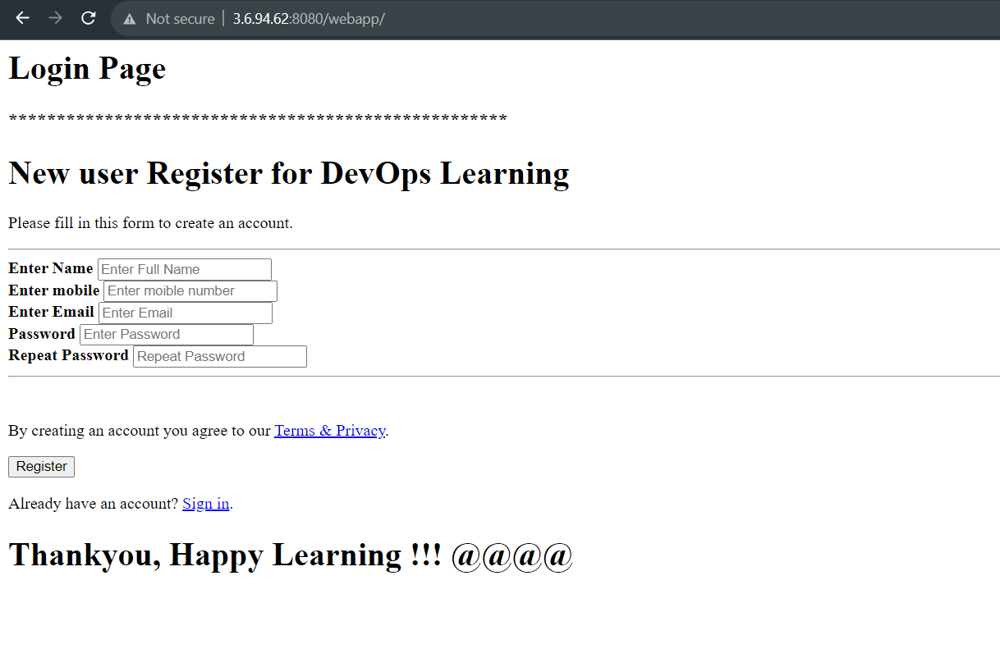 Not secure | 3.6.94.62:8080/webapp/
Login Page
****************************************************
New user Register for DevOps Learning
Please fill in this form to create an account.
Enter Name Enter Full Name
Enter mobile Enter moible number
Enter Email Enter Email
Password Enter Password
Repeat Password Repeat Password
By creating an account you agree to our Terms & Privacy.
Register
Already have an account? Sign in.
Thankyou, Happy Learning !!! @@@@